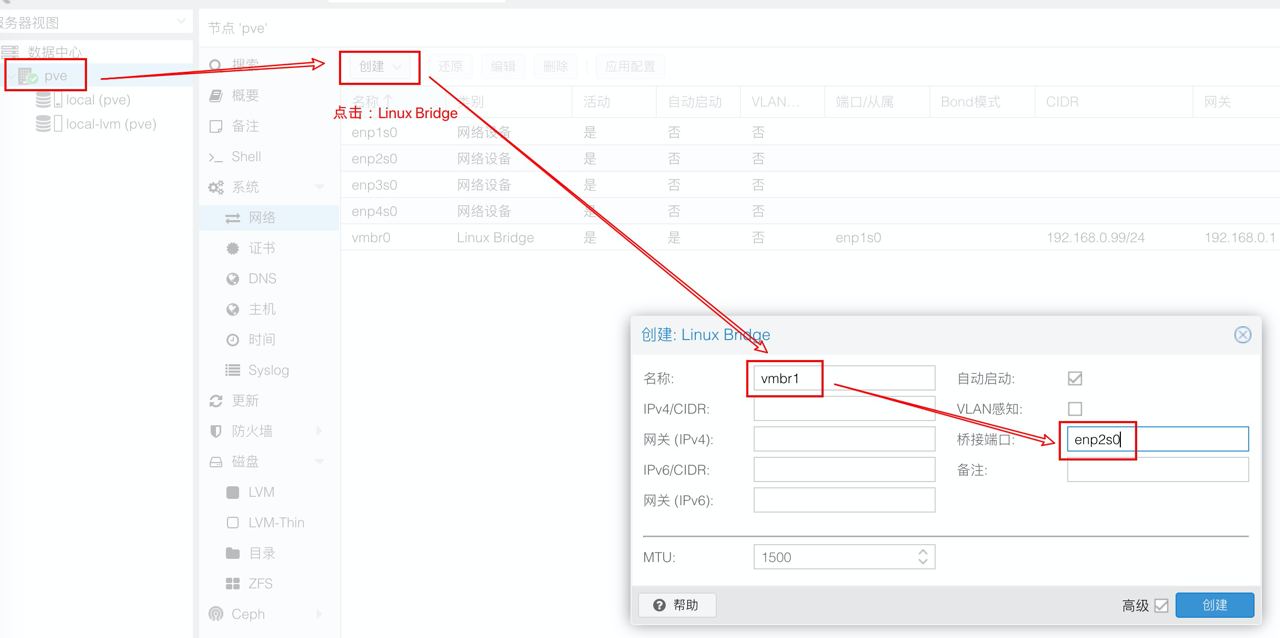 服务器视图
节点 'pve'
数据中心
pve
local (pve)
local-lvm (pve)
搜索
概要
备注
Shell
系统
网络
证书
DNS
主机
时间
Syslog
更新
防火墙
磁盘
LVM
LVM-Thin
目录
ZFS
Ceph
创建 还原 编辑 删除 应用配置
点击：Linux Bridge
名称 ↑ 类别 活动 自动启动 VLAN... 端口/从属 Bond模式 CIDR 网关
enp1s0 网络设备 是 否 否
enp2s0 网络设备 是 否 否
enp3s0 网络设备 是 否 否
enp4s0 网络设备 是 否 否
vmbr0 Linux Bridge 是 是 否 enp1s0 192.168.0.99/24 192.168.0.1
创建: Linux Bridge
名称: vmbr1 自动启动:
IPv4/CIDR: VLAN感知:
网关 (IPv4): 桥接端口: enp2s0
IPv6/CIDR: 备注:
网关 (IPv6):
MTU: 1500
帮助 高级 创建